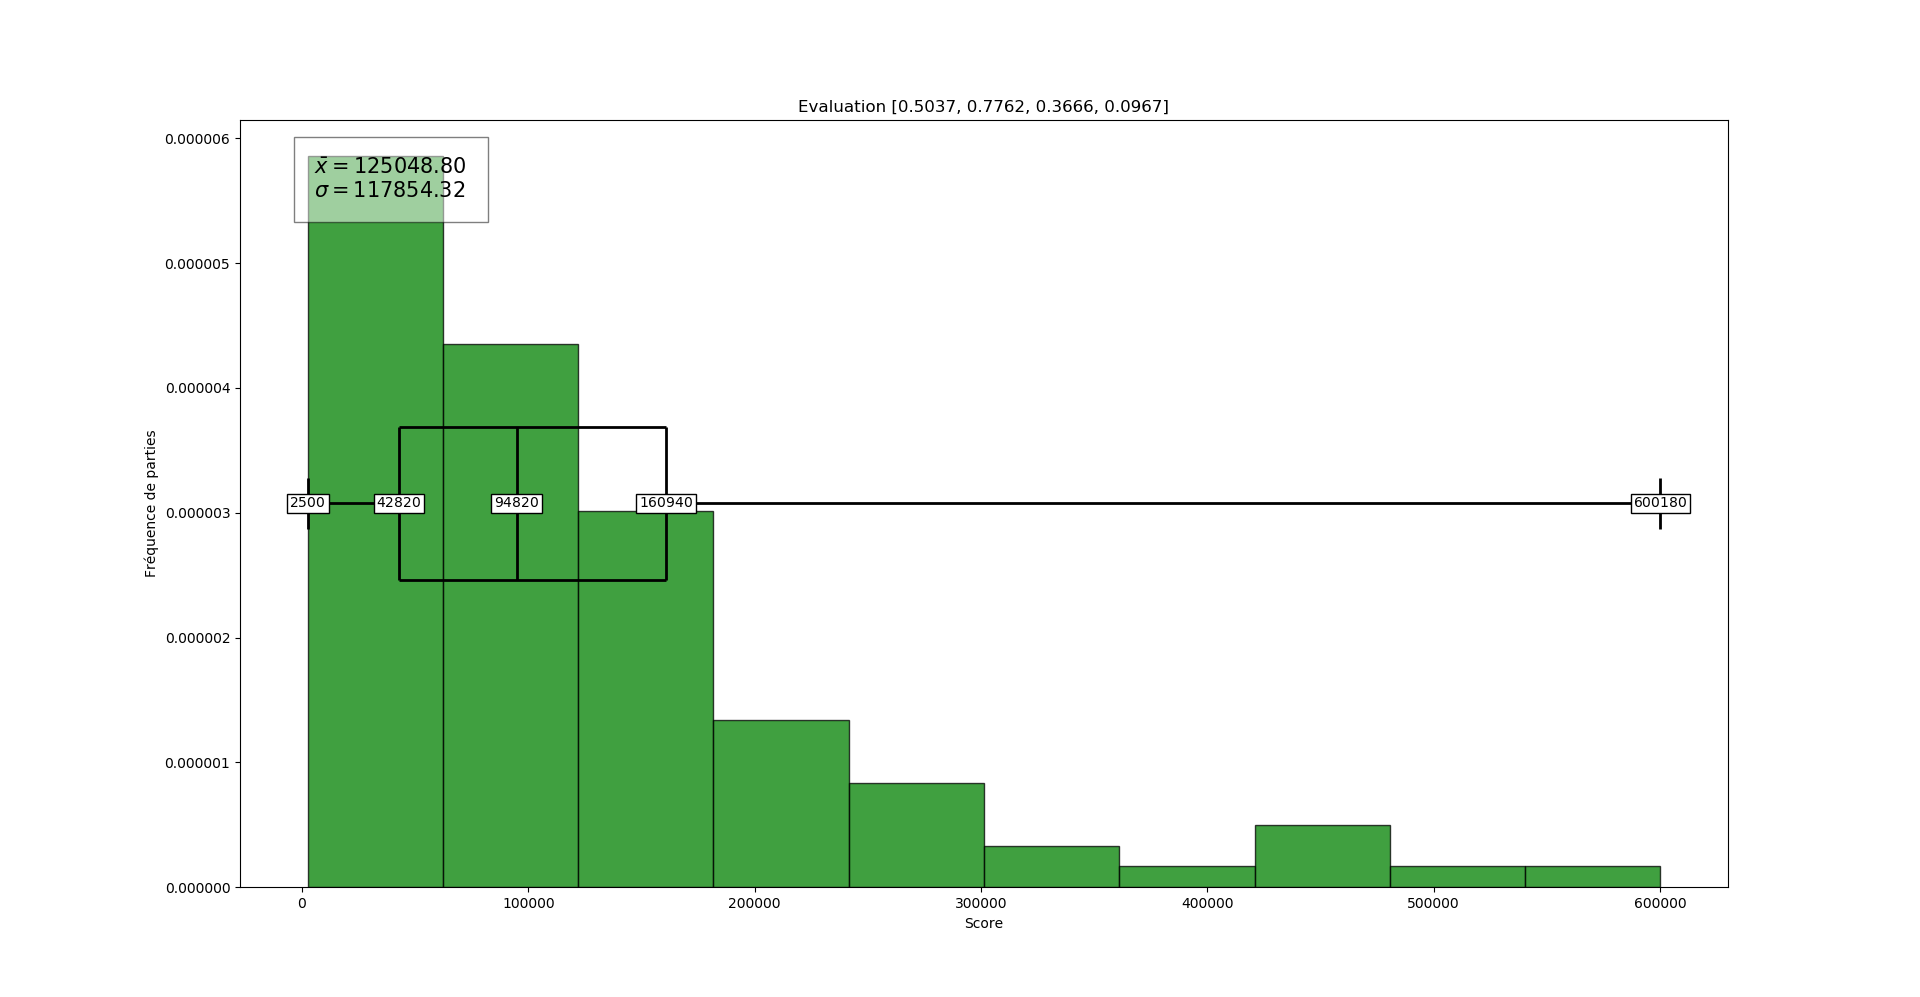 Evaluation [0.5037, 0.7762, 0.3666, 0.0967]
x̄ = 125048.80
σ = 117854.32
0.000006
0.000005
0.000004
0.000003
0.000002
0.000001
0.000000
Fréquence de parties
2500 42820 94820 160940 600180
0 100000 200000 300000 400000 500000 600000
Score